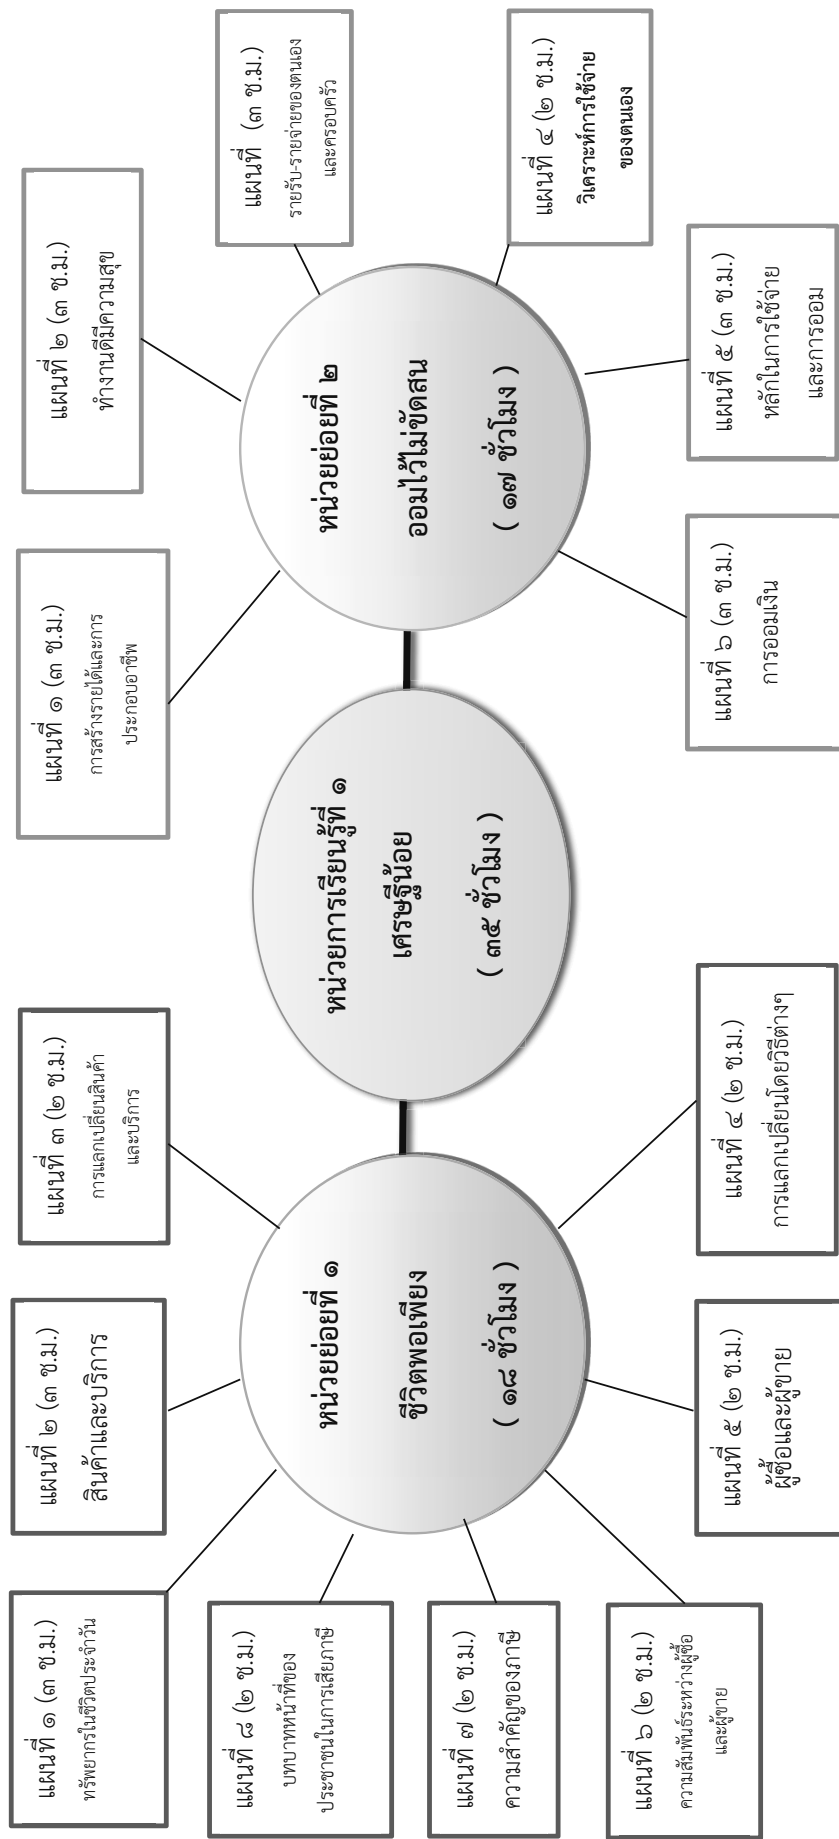 หน่วยการเรียนรู้ที่ ๑
เศรษฐีน้อย
( ๓๕ ชั่วโมง )
หน่วยย่อยที่ ๑
ชีวิตพอเพียง
( ๑๘ ชั่วโมง )
แผนที่ ๑ (๓ ช.ม.)
ทรัพยากรในชีวิตประจำวัน
แผนที่ ๒ (๓ ช.ม.)
สินค้าและบริการ
แผนที่ ๓ (๒ ช.ม.)
การแลกเปลี่ยนสินค้า
และบริการ
แผนที่ ๔ (๒ ช.ม.)
การแลกเปลี่ยนโดยวิธีต่างๆ
แผนที่ ๕ (๒ ช.ม.)
ผู้ซื้อและผู้ขาย
แผนที่ ๖ (๒ ช.ม.)
ความสัมพันธ์ระหว่างผู้ซื้อ
และผู้ขาย
แผนที่ ๗ (๒ ช.ม.)
ความสำคัญของภาษี
แผนที่ ๘ (๒ ช.ม.)
บทบาทหน้าที่ของ
ประชาชนในการเสียภาษี
หน่วยย่อยที่ ๒
ออมไว้ไม่ขัดสน
( ๑๗ ชั่วโมง )
แผนที่ ๑ (๓ ช.ม.)
การสร้างรายได้และการ
ประกอบอาชีพ
แผนที่ ๒ (๓ ช.ม.)
ทำงานดีมีความสุข
แผนที่ (๓ ช.ม.)
รายรับ-รายจ่ายของตนเอง
และครอบครัว
แผนที่ ๔ (๒ ช.ม.)
วิเคราะห์การใช้จ่าย
ของตนเอง
แผนที่ ๕ (๓ ช.ม.)
หลักในการใช้จ่าย
และการออม
แผนที่ ๖ (๓ ช.ม.)
การออมเงิน